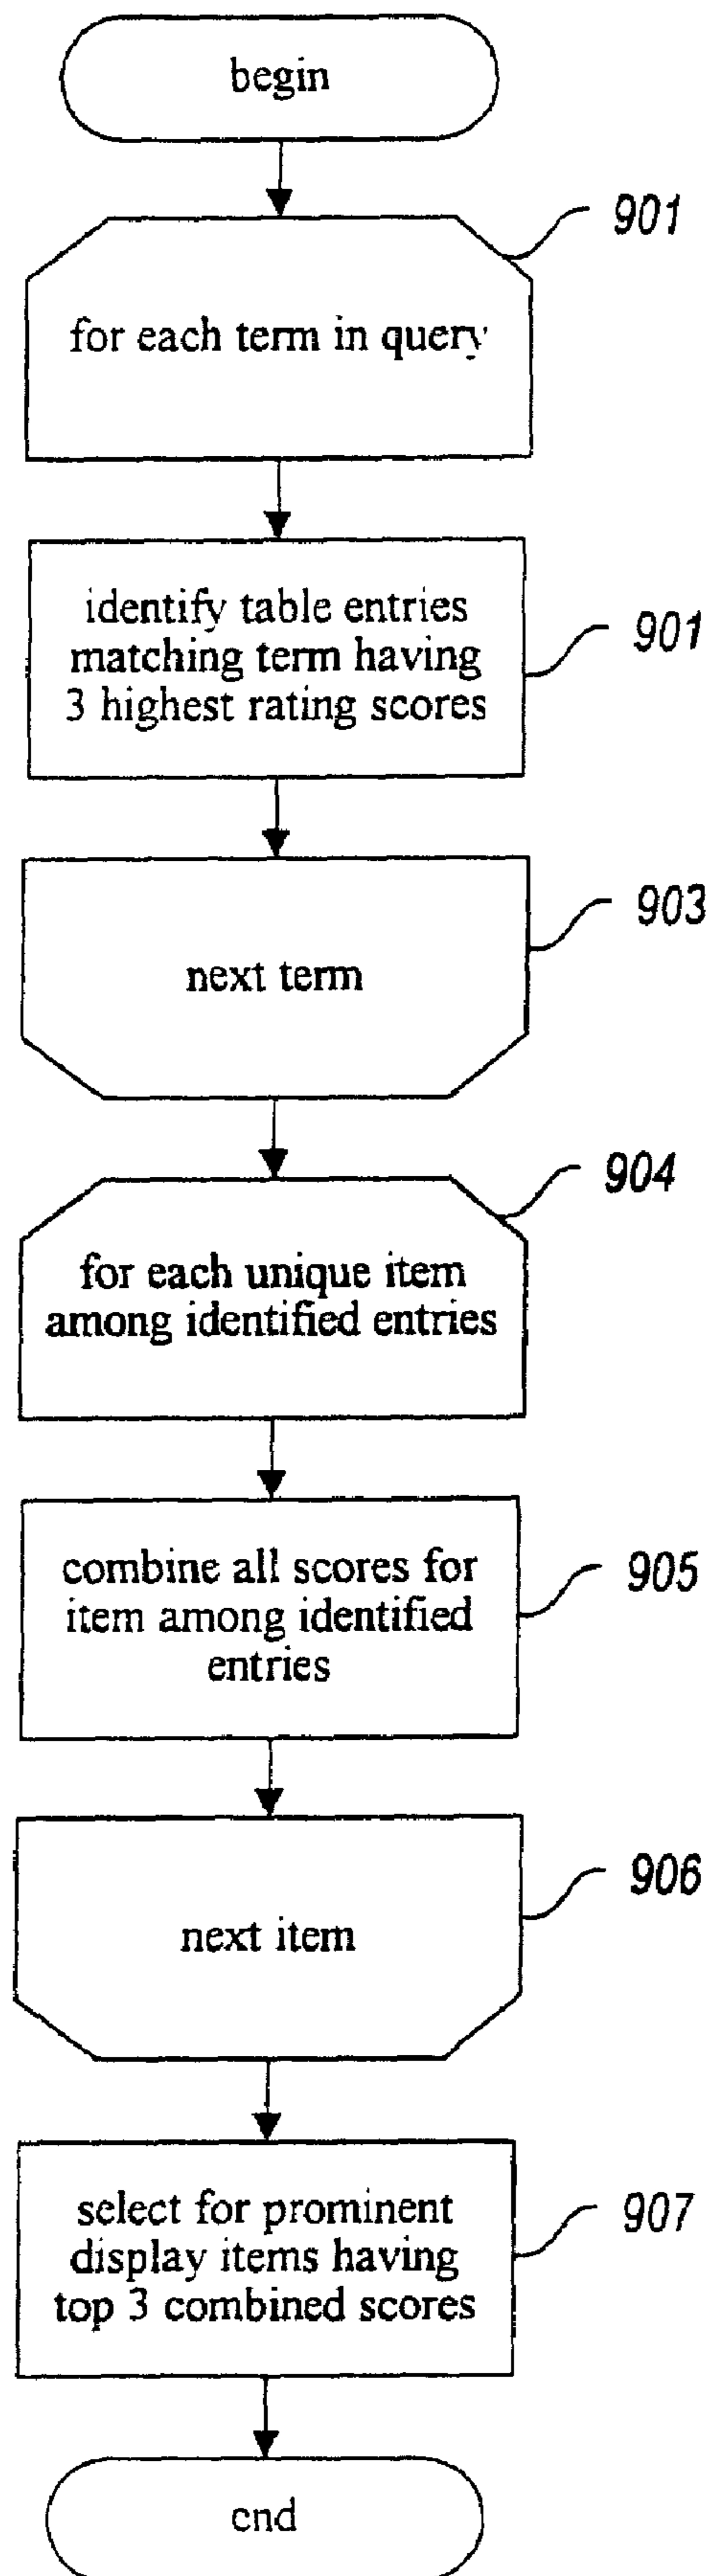 begin
901
for each term in query
identify table entries
matching term having
3 highest rating scores
901
next term
903
904
for each unique item
among identified entries
combine all scores for
item among identified
entries
905
next item
906
select for prominent
display items having
top 3 combined scores
907
end